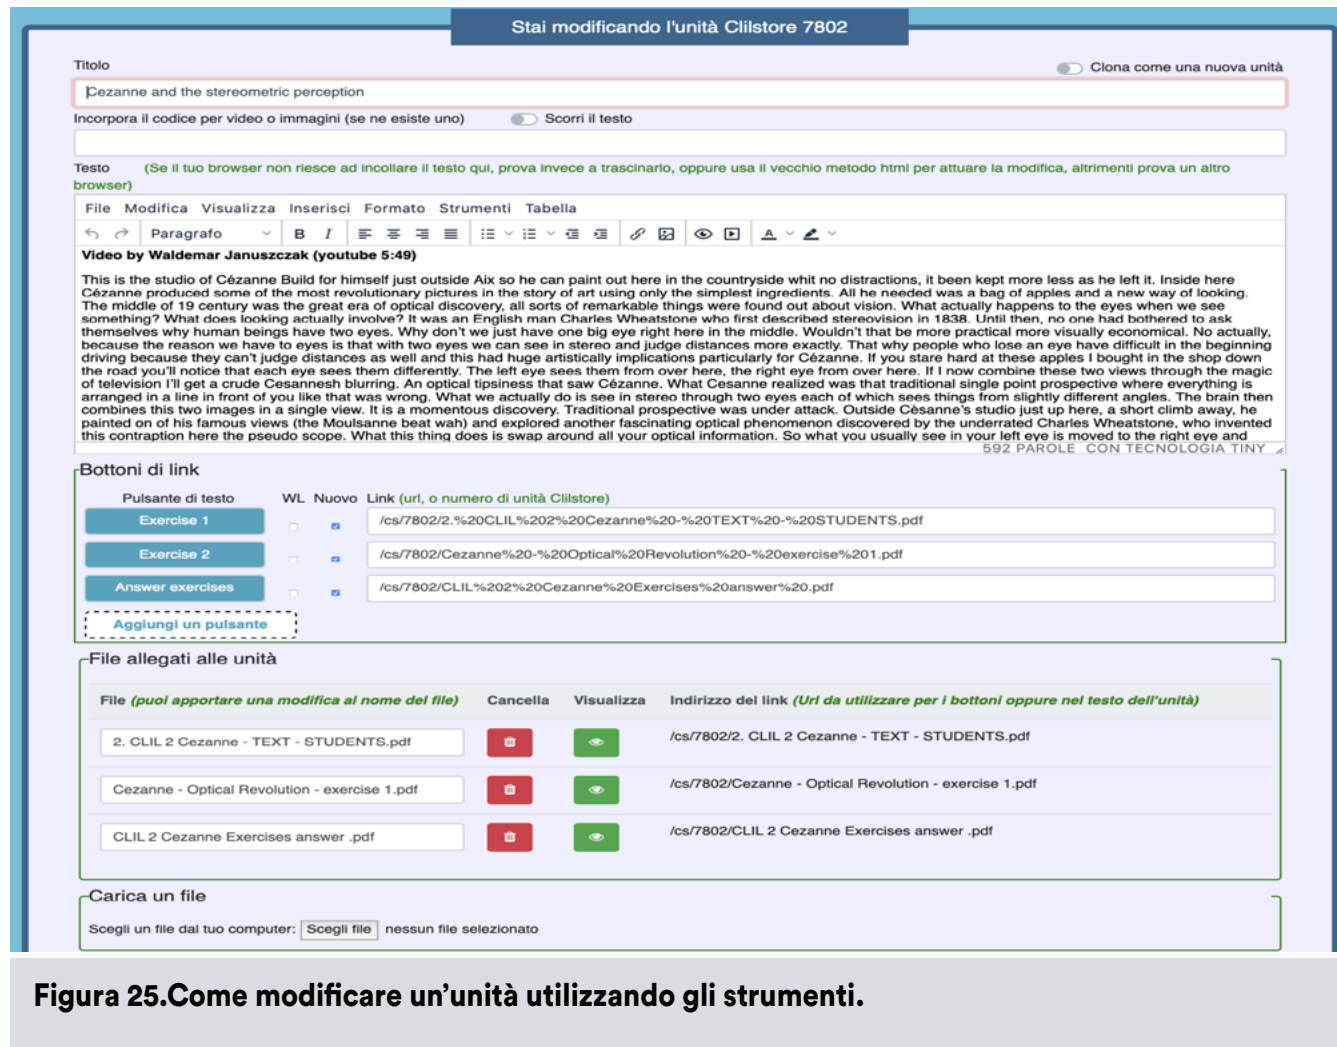 Stai modificando l'unità Clilstore 7802
Titolo
Clona come una nuova unità
Cezanne and the stereometric perception
Incorpora il codice per video o immagini (se ne esiste uno)
Scorri il testo
Testo (Se il tuo browser non riesce ad incollare il testo qui, prova invece a trascinarlo, oppure usa il vecchio metodo html per attuare la modifica, altrimenti prova un altro
browser)
File Modifica Visualizza Inserisci Formato Strumenti Tabella
Paragrafo B I A
Video by Waldemar Januszczak (youtube 5:49)
This is the studio of Cézanne Build for himself just outside Aix so he can paint out here in the countryside whit no distractions, it been kept more less as he left it. Inside here
Cézanne produced some of the most revolutionary pictures in the story of art using only the simplest ingredients. All he needed was a bag of apples and a new way of looking.
The middle of 19 century was the great era of optical discovery, all sorts of remarkable things were found out about vision. What actually happens to the eyes when we see
something? What does looking actually involve? It was an English man Charles Wheatstone who first described stereovision in 1838. Until then, no one had bothered to ask
themselves why human beings have two eyes. Why don't we just have one big eye right here in the middle. Wouldn't that be more practical more visually economical. No actually,
because the reason we have to eyes is that with two eyes we can see in stereo and judge distances more exactly. That why people who lose an eye have difficult in the beginning
driving because they can't judge distances as well and this had huge artistically implications particularly for Cézanne. If you stare hard at these apples I bought in the shop down
the road you'll notice that each eye sees them differently. The left eye sees them from over here, the right eye from over here. If I now combine these two views through the magic
of television I'll get a crude Cesannesh blurring. An optical tipsiness that saw Cézanne. What Cesanne realized was that traditional single point prospective where everything is
arranged in a line in front of you like that was wrong. What we actually do is see in stereo through two eyes each of which sees things from slightly different angles. The brain then
combines this two images in a single view. It is a momentous discovery. Traditional prospective was under attack. Outside Cèsanne's studio just up here, a short climb away, he
painted on of his famous views (the Moulsanne beat wah) and explored another fascinating optical phenomenon discovered by the underrated Charles Wheatstone, who invented
this contraption here the pseudo scope. What this thing does is swap around all your optical information. So what you usually see in your left eye is moved to the right eye and
592 PAROLE CON TECNOLOGIA TINY
Bottoni di link
Pulsante di testo WL Nuovo Link (url, o numero di unità Clilstore)
Exercise 1 /cs/7802/2.%20CLIL%202%20Cezanne%20-%20TEXT%20-%20STUDENTS.pdf
Exercise 2 /cs/7802/Cezanne%20-%20Optical%20Revolution%20-%20exercise%201.pdf
Answer exercises /cs/7802/CLIL%202%20Cezanne%20Exercises%20answer%20.pdf
Aggiungi un pulsante
File allegati alle unità
File (puoi apportare una modifica al nome del file) Cancella Visualizza Indirizzo del link (Url da utilizzare per i bottoni oppure nel testo dell'unità)
2. CLIL 2 Cezanne - TEXT - STUDENTS.pdf /cs/7802/2. CLIL 2 Cezanne - TEXT - STUDENTS.pdf
Cezanne - Optical Revolution - exercise 1.pdf /cs/7802/Cezanne - Optical Revolution - exercise 1.pdf
CLIL 2 Cezanne Exercises answer .pdf /cs/7802/CLIL 2 Cezanne Exercises answer .pdf
Carica un file
Scegli un file dal tuo computer: Scegli file nessun file selezionato
Figura 25.Come modificare un'unità utilizzando gli strumenti.